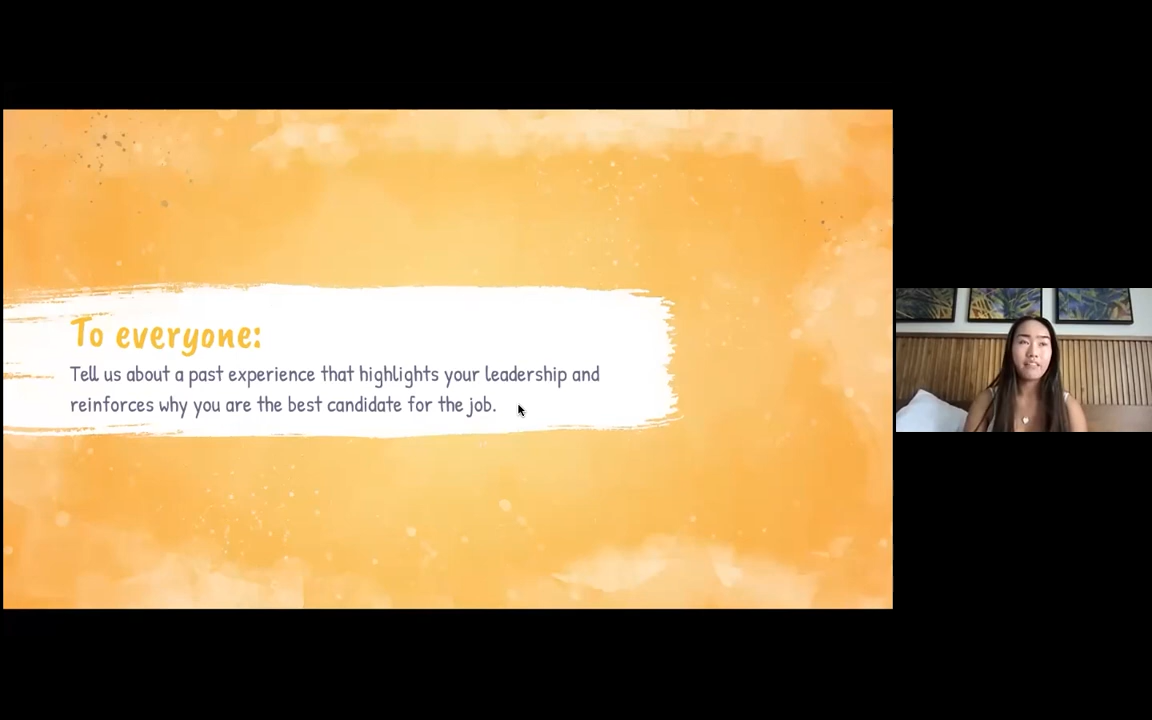 To everyone:
Tell us about a past experience that highlights your leadership and
reinforces why you are the best candidate for the job.